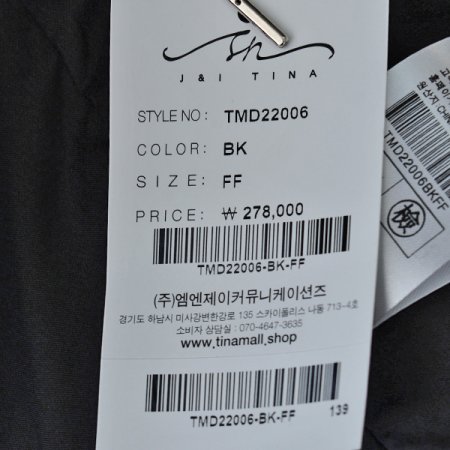 J & I TINA
STYLE NO : TMD22006
COLOR: BK
SIZE: FF
PRICE: ₩ 278,000
TMD22006-BK-FF
(주)엠엔제이커뮤니케이션즈
경기도 하남시 미사강변한강로 135 스카이폴리스 나동 713-4호
소비자 상담실 : 070-4647-3635
www.tinamall.shop
TMD22006-BK-FF
139
TMD22006BKFF
檢